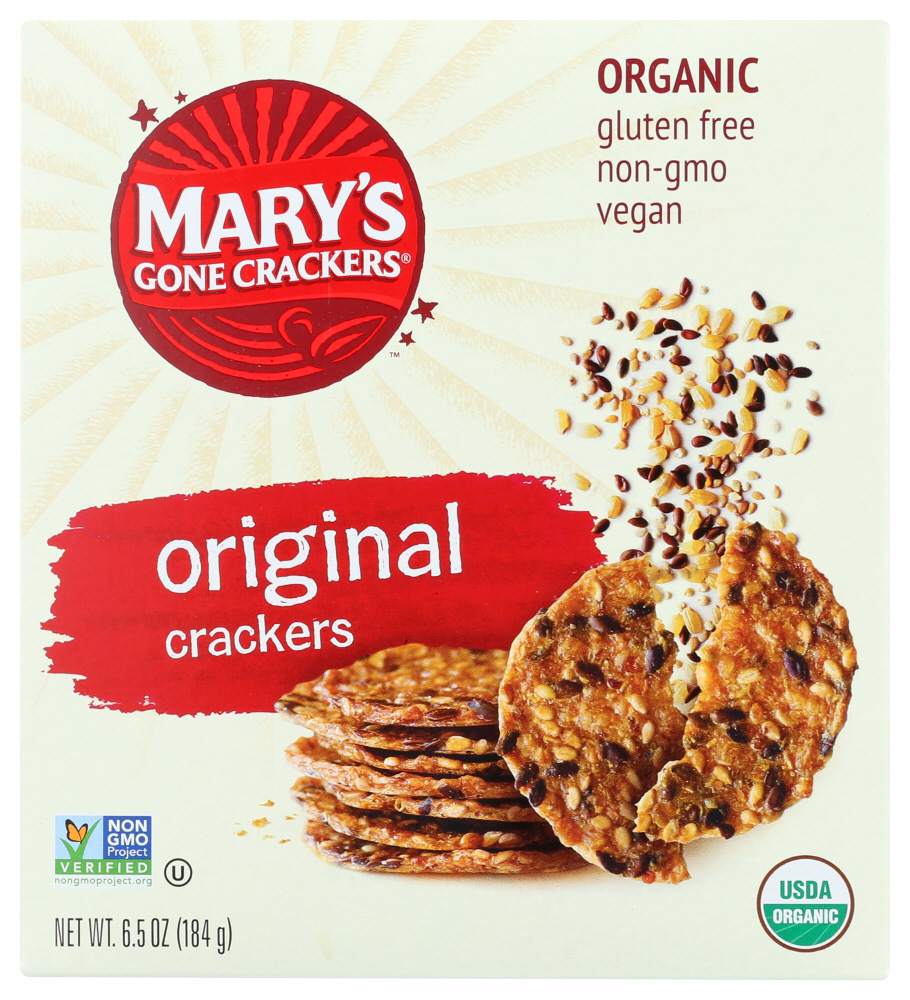 MARY'S
GONE CRACKERS®
™
ORGANIC
gluten free
non-gmo
vegan
original
crackers
NON
GMO
Project
VERIFIED
nongmoproject.org
U
NET WT. 6.5 OZ (184 g)
USDA
ORGANIC